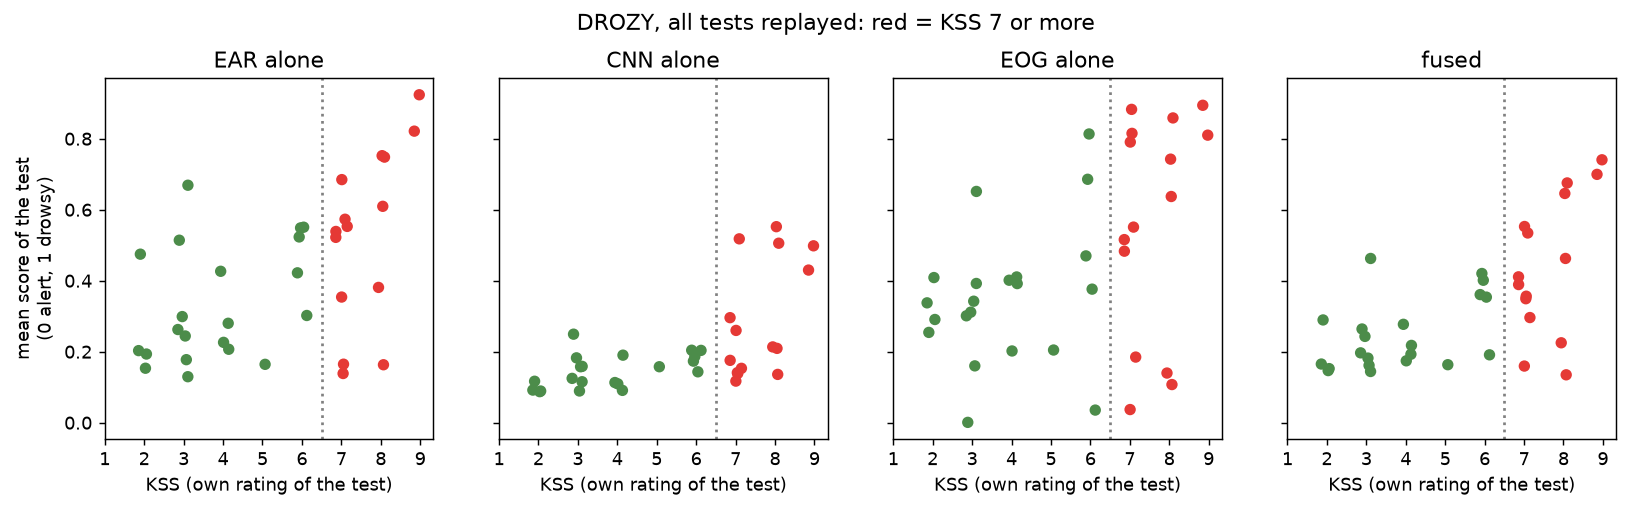 DROZY, all tests replayed: red = KSS 7 or more
EAR alone
CNN alone
EOG alone
fused
mean score of the test
(0 alert, 1 drowsy)
0.8
0.6
0.4
0.2
0.0
1 2 3 4 5 6 7 8 9
1 2 3 4 5 6 7 8 9
1 2 3 4 5 6 7 8 9
1 2 3 4 5 6 7 8 9
KSS (own rating of the test)
KSS (own rating of the test)
KSS (own rating of the test)
KSS (own rating of the test)